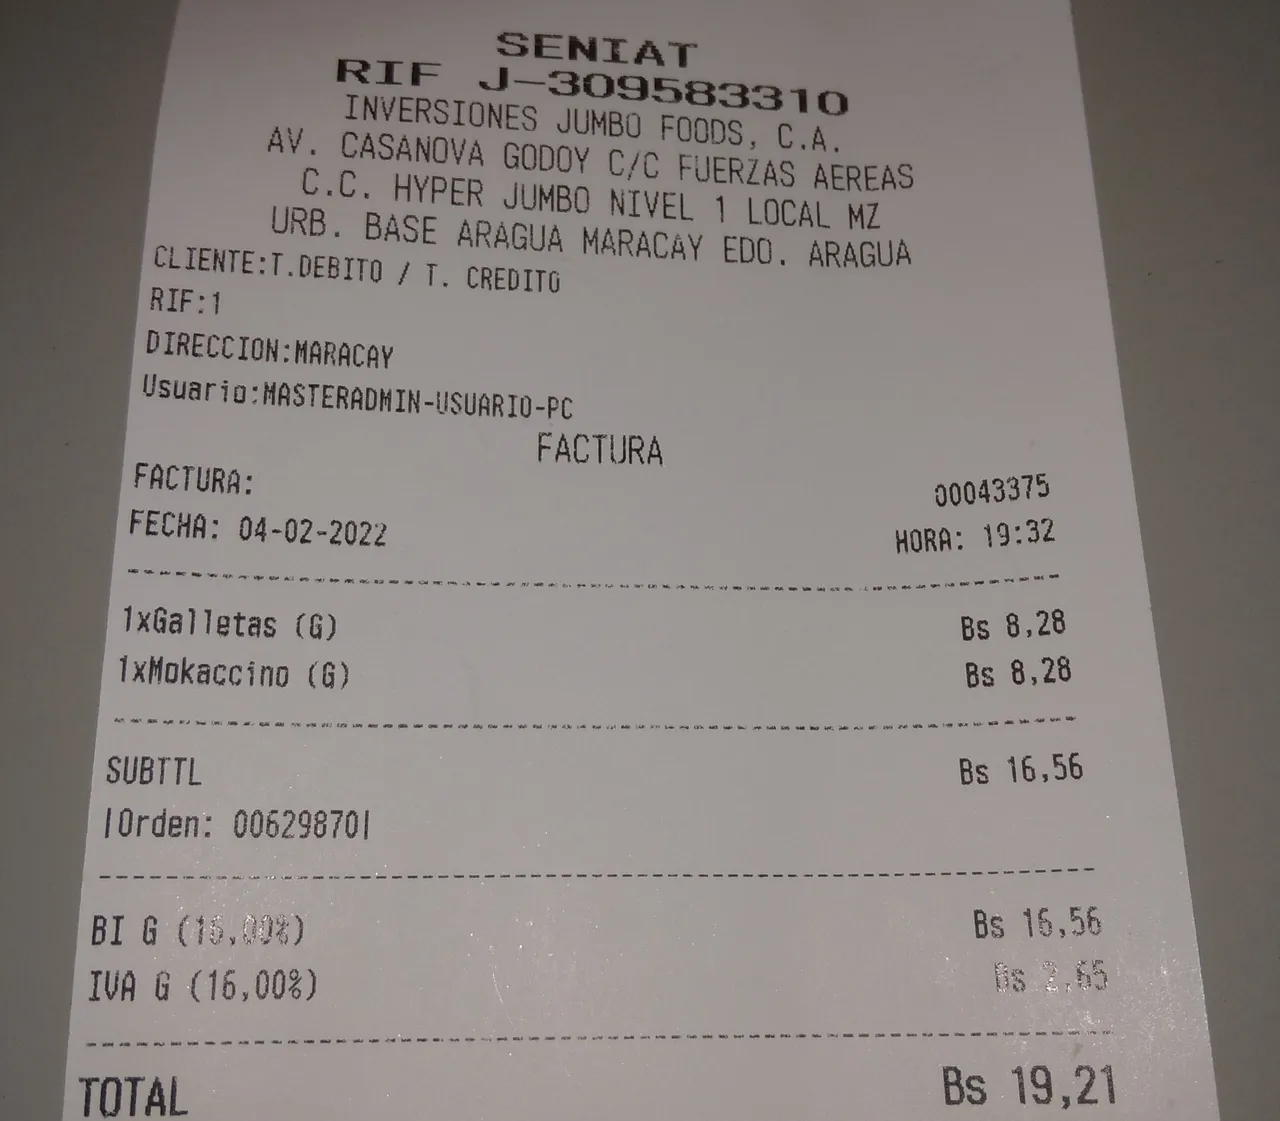 SENIAT
RIF J-309583310
INVERSIONES JUMBO FOODS, C.A.
AV. CASANOVA GODOY C/C FUERZAS AEREAS
C.C. HYPER JUMBO NIVEL 1 LOCAL MZ
URB. BASE ARAGUA MARACAY EDO. ARAGUA
CLIENTE:T.DEBITO / T. CREDITO
RIF:1
DIRECCION:MARACAY
Usuario:MASTERADMIN-USUARIO-PC
FACTURA
FACTURA: 00043375
FECHA: 04-02-2022 HORA: 19:32
1xGalletas (G) Bs 8,28
1xMokaccino (G) Bs 8,28
SUBTTL Bs 16,56
|Orden: 00629870|
BI G (16,00%) Bs 16,56
IVA G (16,00%) Bs 2,65
TOTAL Bs 19,21